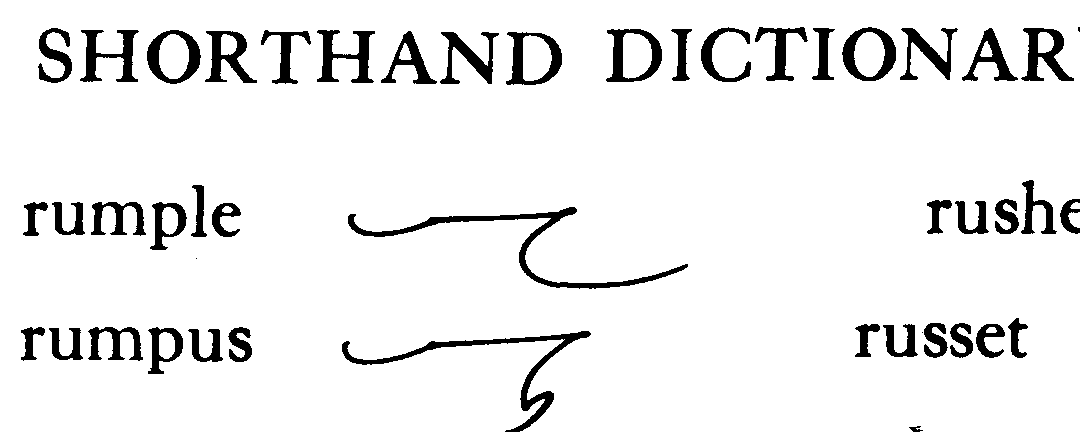 SHORTHAND DICTIONAR
rumple
rushe
rumpus
russet